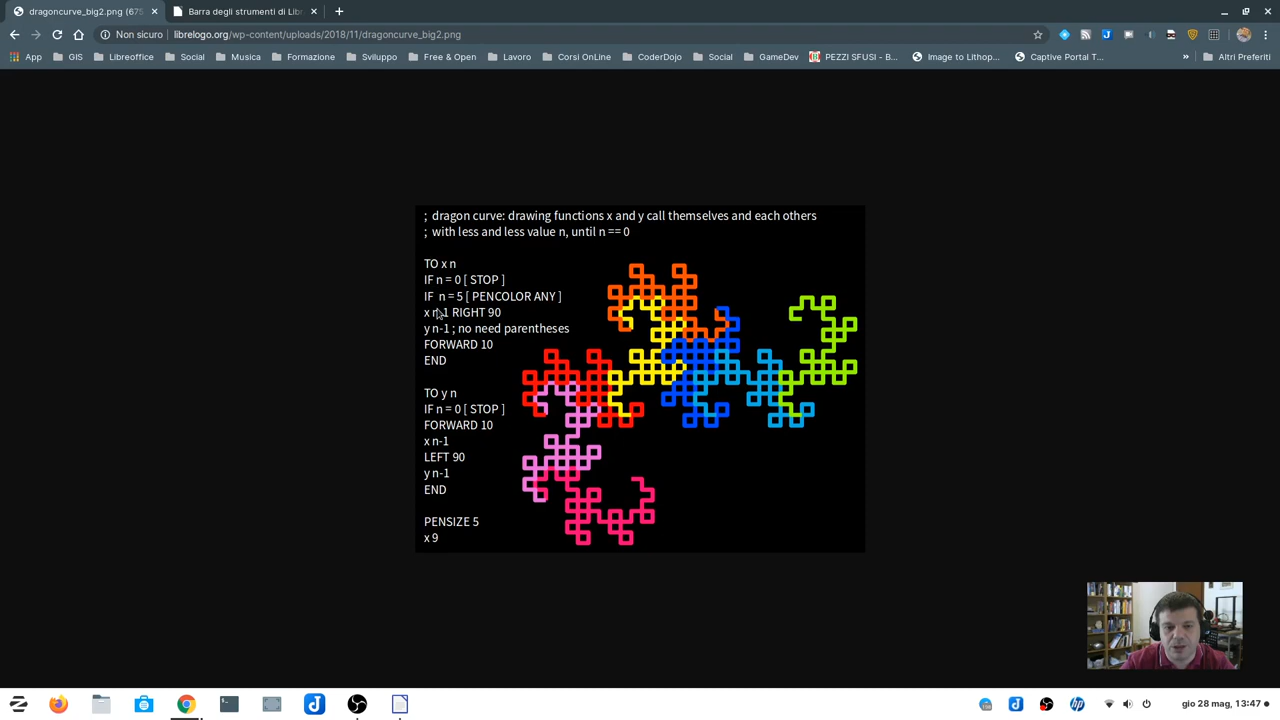 dragoncurve_big2.png (675
Barra degli strumenti di Libr
Non sicuro
librelogo.org/wp-content/uploads/2018/11/dragoncurve_big2.png
App
GIS
Libreoffice
Social
Musica
Formazione
Sviluppo
Free & Open
Lavoro
Corsi OnLine
CoderDojo
Social
GameDev
PEZZI SFUSI - B...
Image to Lithop...
Captive Portal T...
»
Altri Preferiti
; dragon curve: drawing functions x and y call themselves and each others
; with less and less value n, until n == 0
TO x n
IF n = 0 [ STOP ]
IF n = 5 [ PENCOLOR ANY ]
x n-1 RIGHT 90
y n-1 ; no need parentheses
FORWARD 10
END
TO y n
IF n = 0 [ STOP ]
FORWARD 10
x n-1
LEFT 90
y n-1
END
PENSIZE 5
x 9
gio 28 mag, 13:47